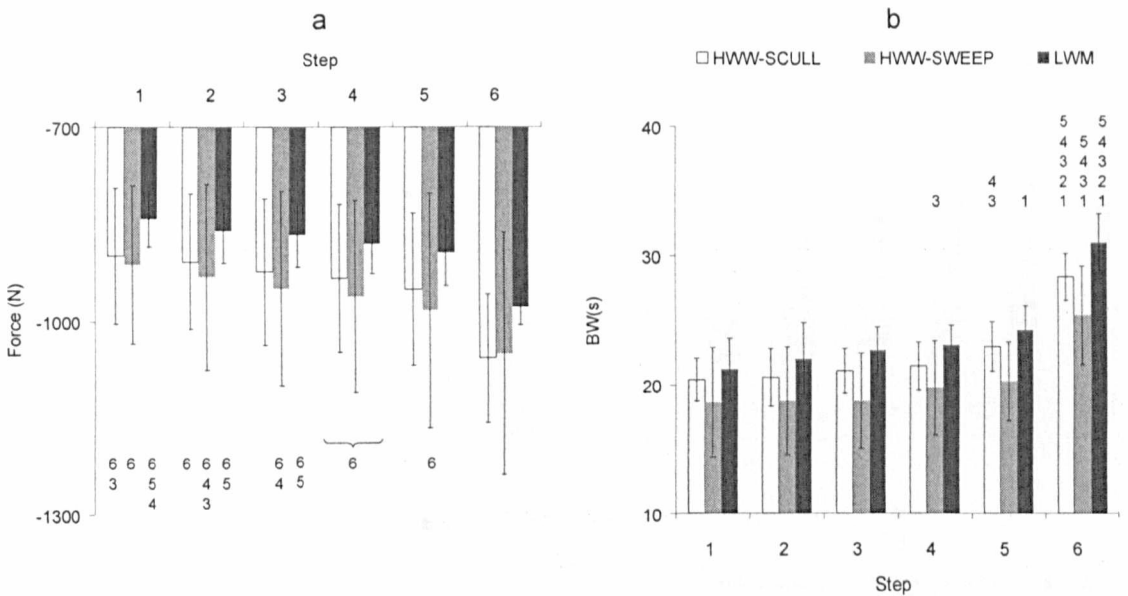 a
Step
1 2 3 4 5 6
-700
-1000
-1300
Force (N)
6 6 6 6 6 6 6 6 6 6
3 5 4 5 4 5
4 3
b
HWW-SCULL HWW-SWEEP LWM
40
30
20
10
BW(s)
5 5
4 5 4
4 3 4 3
3 2 3 2
3 1 1 1 1
1 2 3 4 5 6
Step